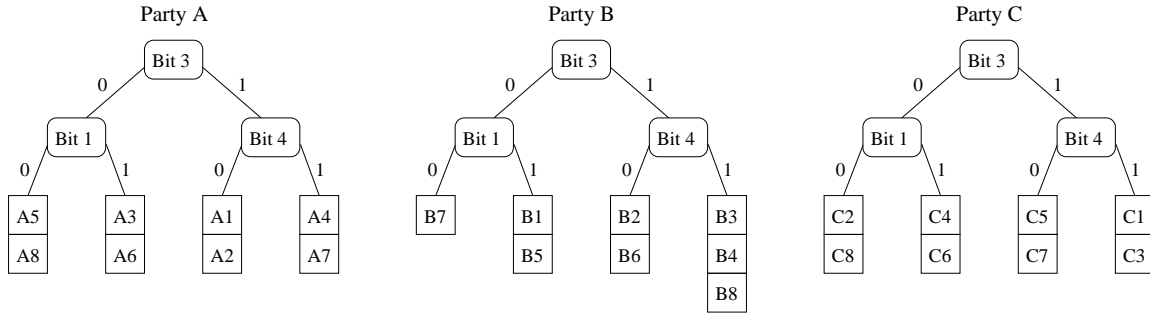 Party A Party B Party C
Bit 3 Bit 3 Bit 3
0 1 0 1 0 1
Bit 1 Bit 4 Bit 1 Bit 4 Bit 1 Bit 4
0 1 0 1 0 1 0 1 0 1 0 1
A5 A3 A1 A4 B7 B1 B2 B3 C2 C4 C5 C1
A8 A6 A2 A7 B5 B6 B4 C8 C6 C7 C3
B8